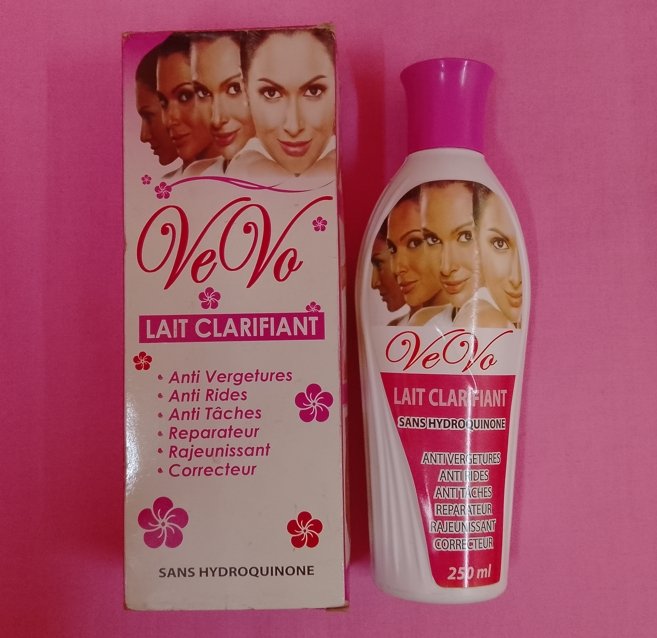 VeVo
LAIT CLARIFIANT
Anti Vergetures
Anti Rides
Anti Tâches
Reparateur
Rajeunissant
Correcteur
SANS HYDROQUINONE
VeVo
LAIT CLARIFIANT
SANS HYDROQUINONE
ANTI VERGETURES
ANTI RIDES
ANTI TACHES
REPARATEUR
RAJEUNISSANT
CORRECTEUR
250 ml